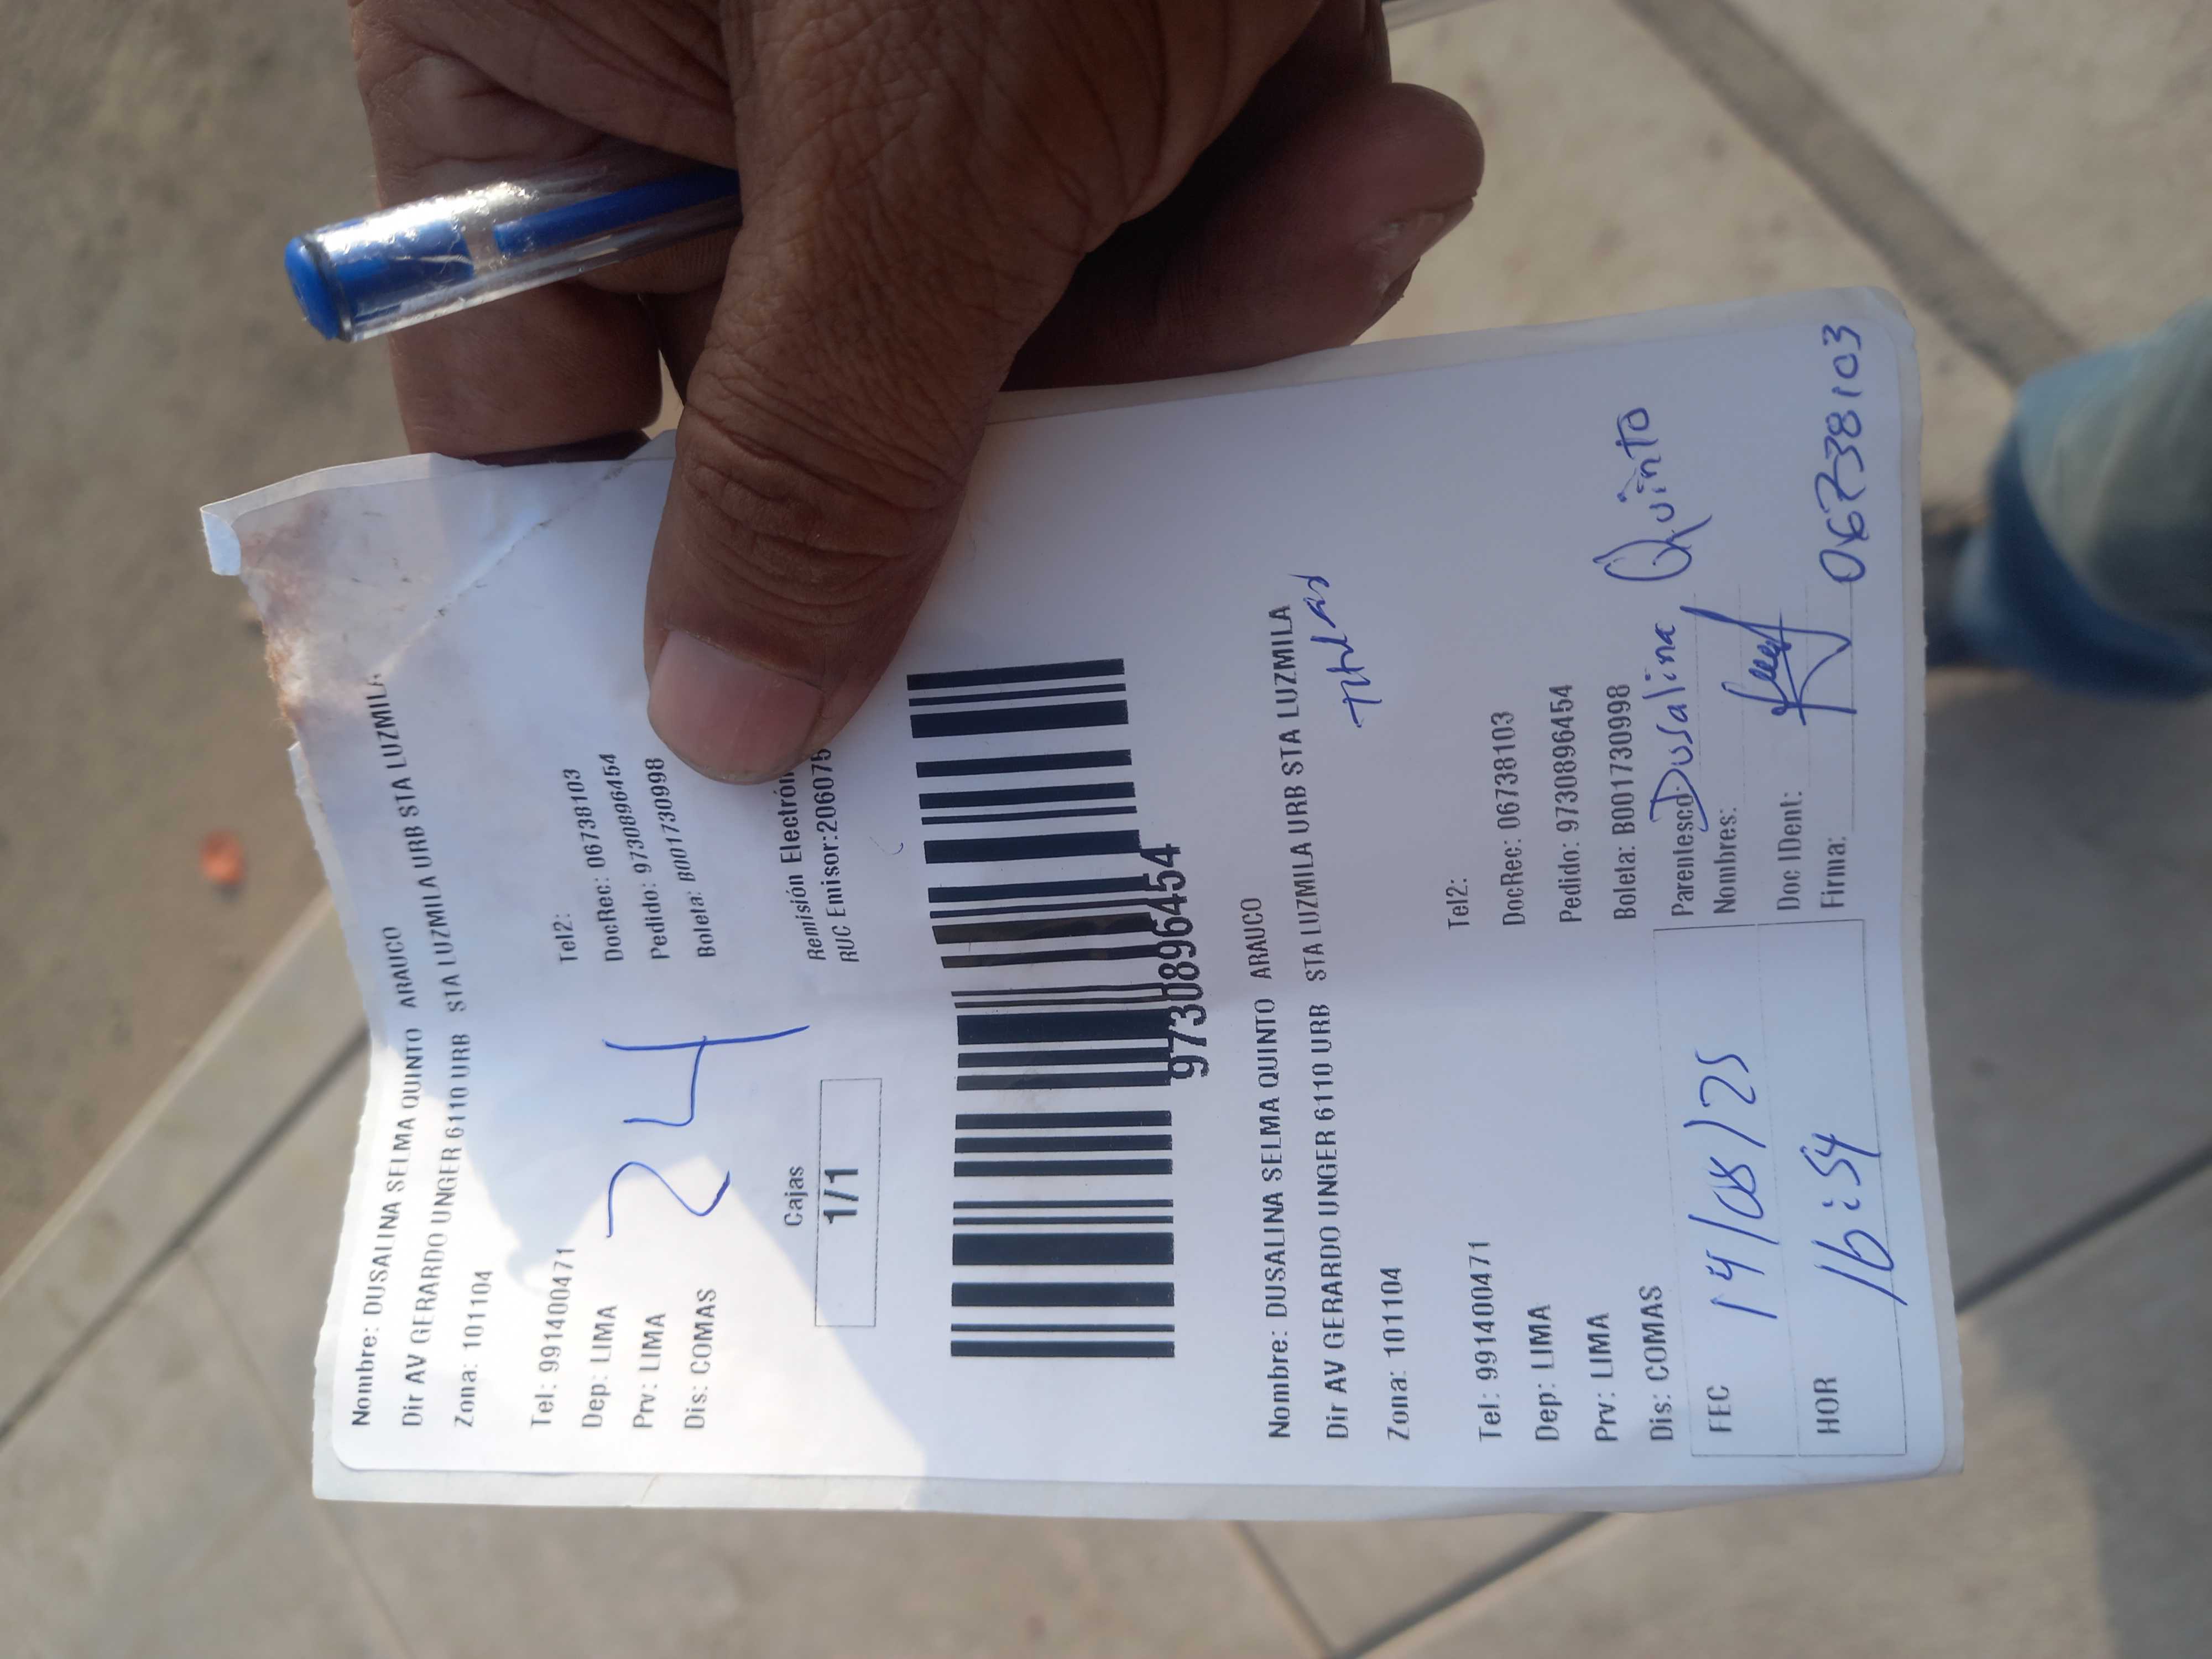 Nombre: DUSALINA SELMA QUINTO ARAUCO
Dir AV GERARDO UNGER 6110 URB STA LUZMILA URB STA LUZMILA
Zona: 101104
Tel: 991400471 Tel2:
Dep: LIMA DocRec: 06738103
Prv: LIMA Pedido: 9730896454
Dis: COMAS Boleta: B001730998
24
Cajas
1/1
Remisión Electrón
RUC Emisor:206075
9730896454
Nombre: DUSALINA SELMA QUINTO ARAUCO
Dir AV GERARDO UNGER 6110 URB STA LUZMILA URB STA LUZMILA
Zona: 101104
Tel: 991400471 Tel2:
Dep: LIMA DocRec: 06738103
Prv: LIMA Pedido: 9730896454
Dis: COMAS Boleta: B001730998
FEC 14/08/25
HOR 16:54
Parentesco: Dusalina Quinto
Nombres:
Doc IDent:
Firma: 06738103